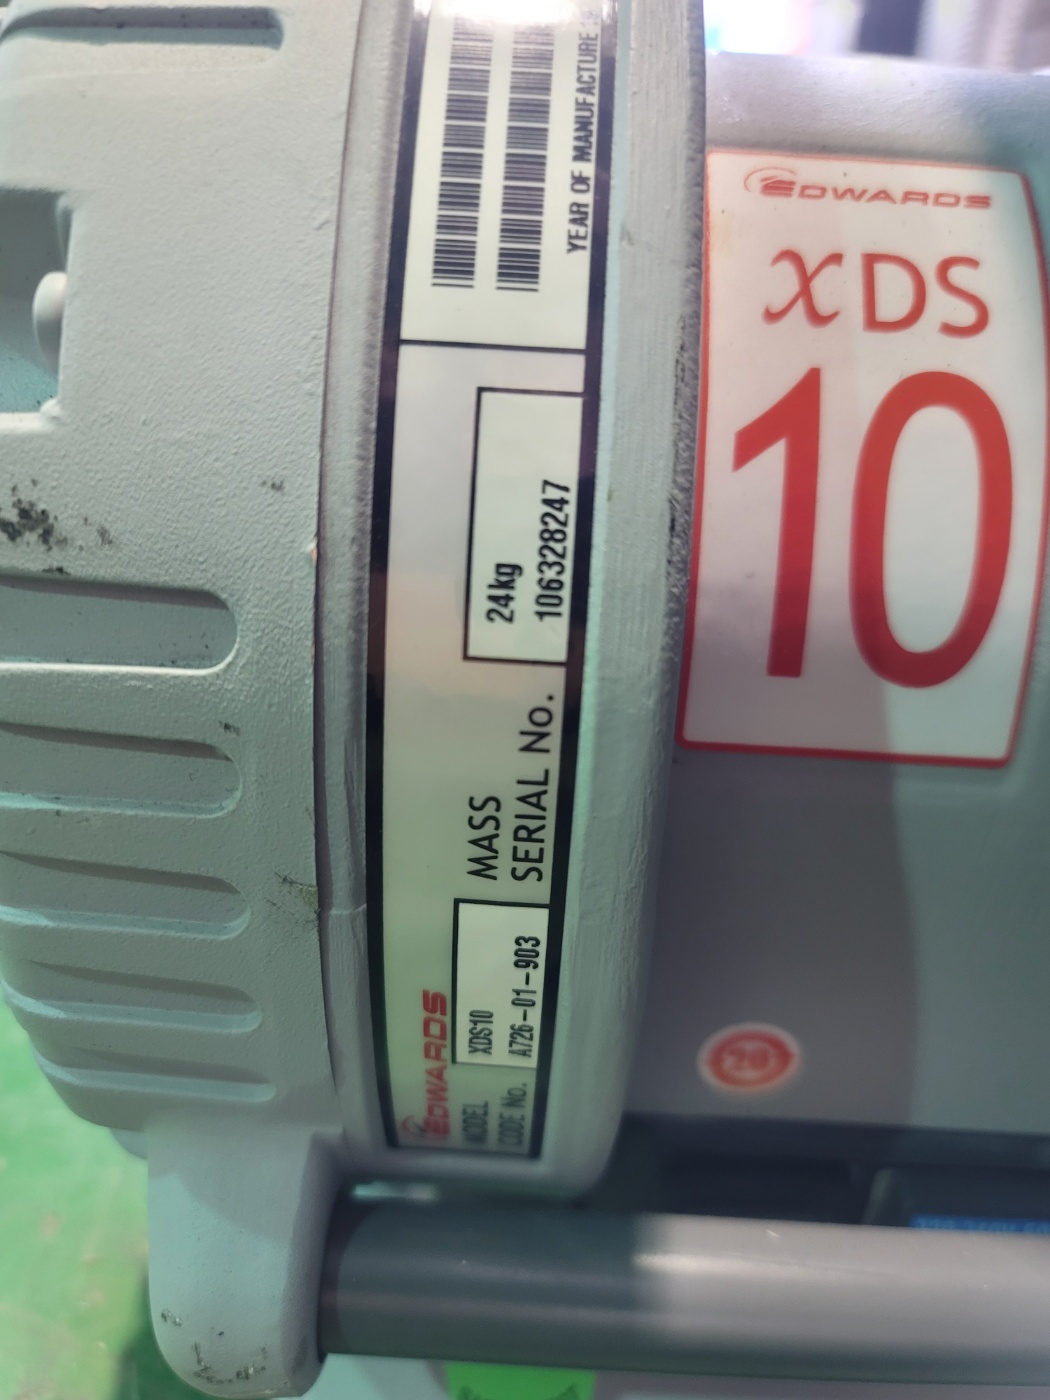 EDWARDS
MODEL XDS10
CODE No. A726-01-903
MASS 24kg
SERIAL No. 106328247
YEAR OF MANUFACTURE
EDWARDS
XDS
10
20